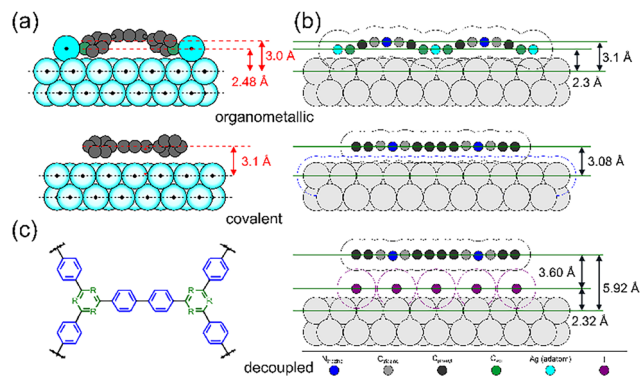 (a)
3.0 Å
2.48 Å
organometallic
3.1 Å
covalent
(b)
3.1 Å
2.3 Å
3.08 Å
3.60 Å
5.92 Å
2.32 Å
(c)
R
R
R
R
R
decoupled
Ag (adatom)
I